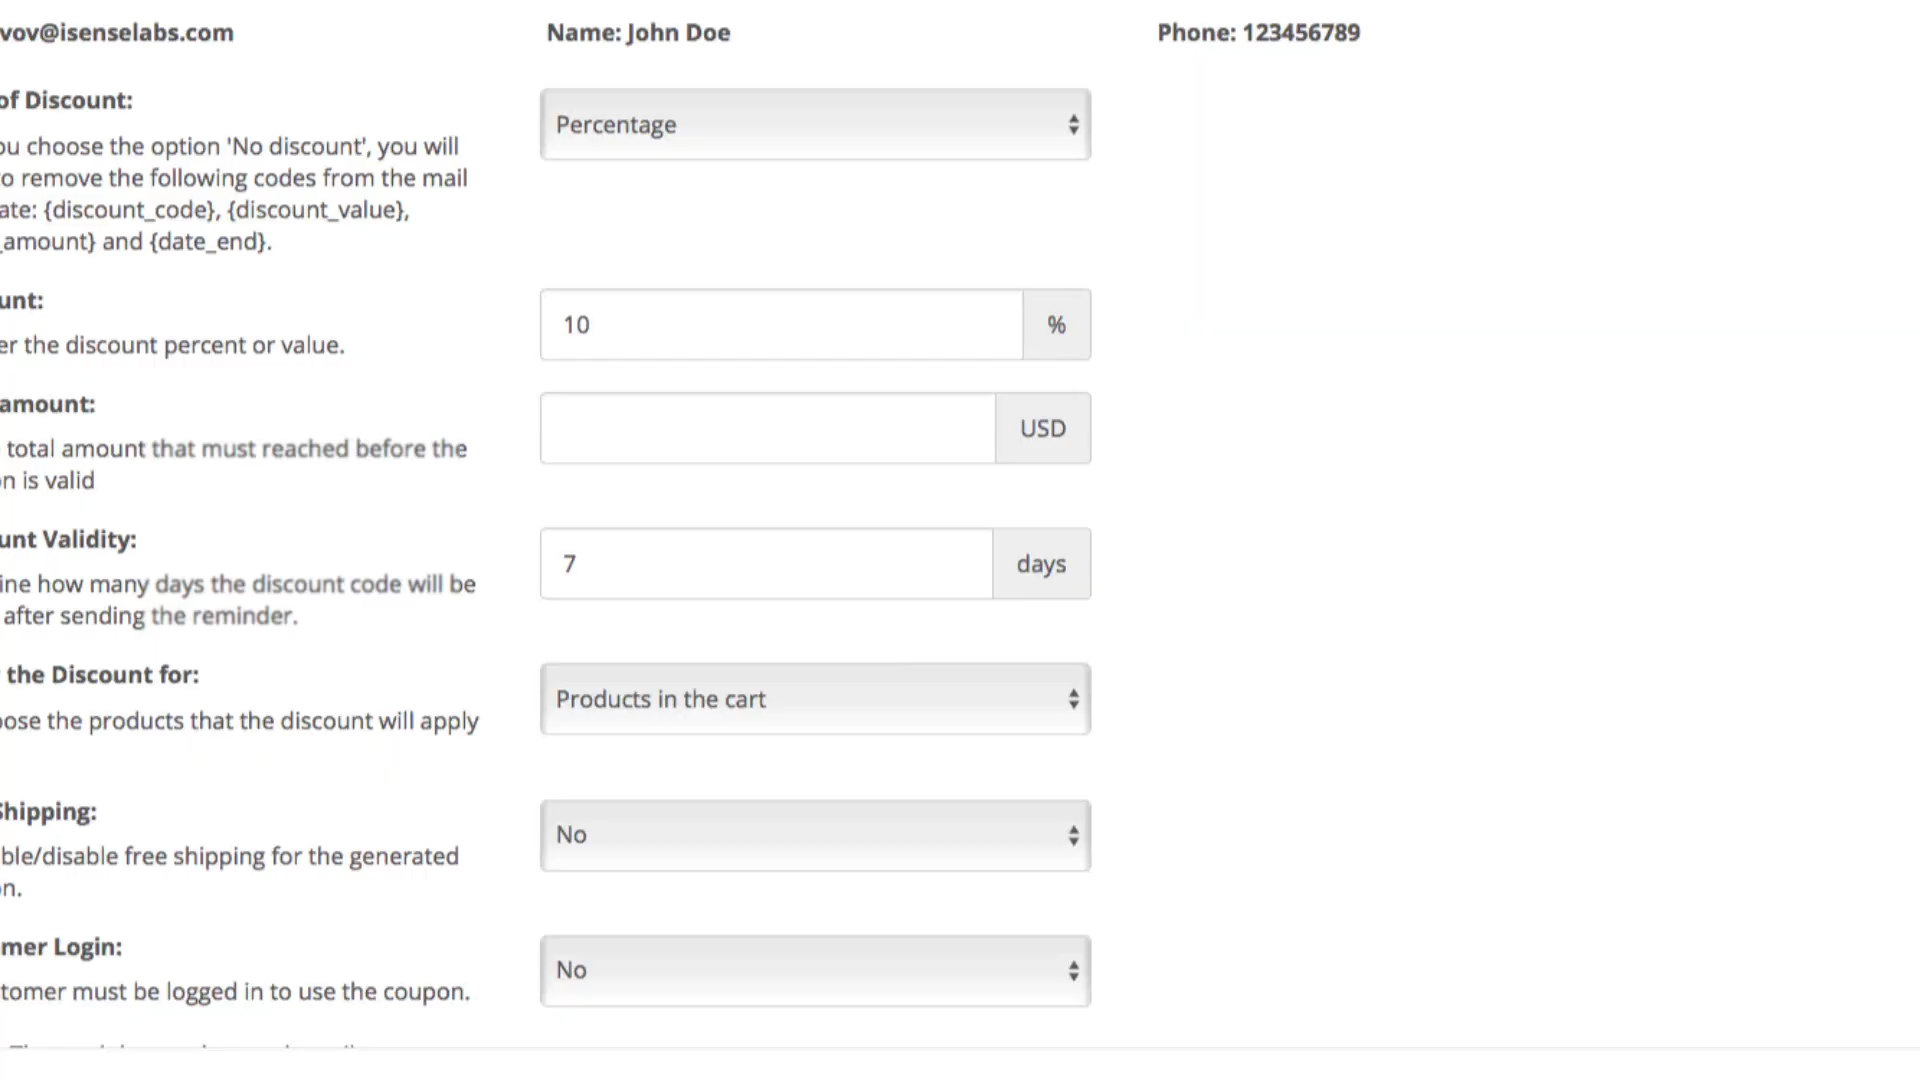 vov@isenselabs.com Name: John Doe Phone: 123456789
of Discount:
Percentage
ou choose the option 'No discount', you will
o remove the following codes from the mail
ate: {discount_code}, {discount_value},
_amount} and {date_end}.
unt:
10 %
er the discount percent or value.
amount:
USD
total amount that must reached before the
on is valid
unt Validity:
7 days
ine how many days the discount code will be
after sending the reminder.
the Discount for:
Products in the cart
oose the products that the discount will apply
Shipping:
No
ble/disable free shipping for the generated
on.
mer Login:
No
tomer must be logged in to use the coupon.